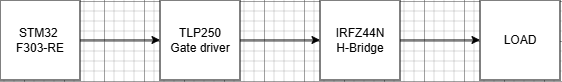 STM32
F303-RE
TLP250
Gate driver
IRFZ44N
H-Bridge
LOAD